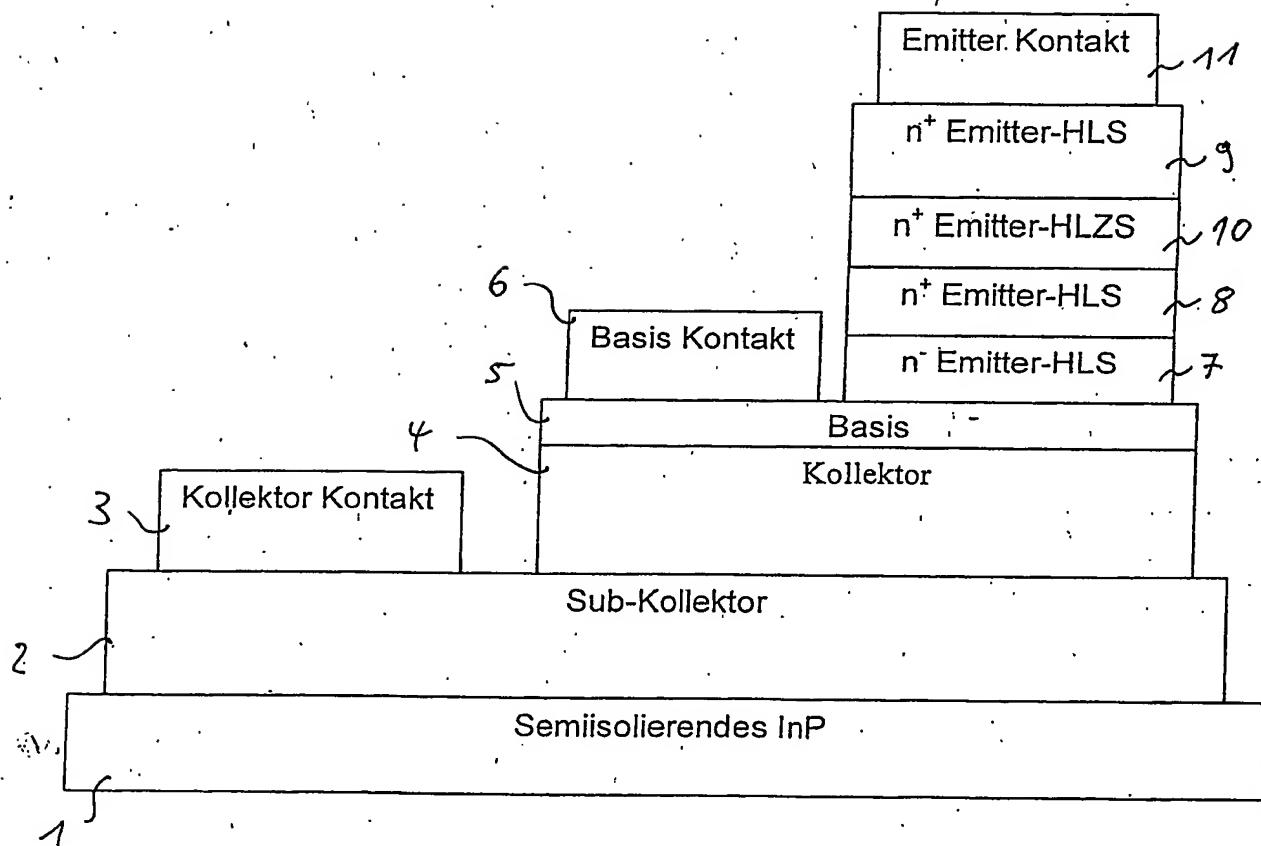 Emitter Kontakt
11
n⁺ Emitter-HLS
9
n⁺ Emitter-HLZS
10
6
n⁺ Emitter-HLS
8
Basis Kontakt
n⁻ Emitter-HLS
7
5
Basis
4
Kollektor
Kollektor Kontakt
3
Sub-Kollektor
2
Semiisolierendes InP
1